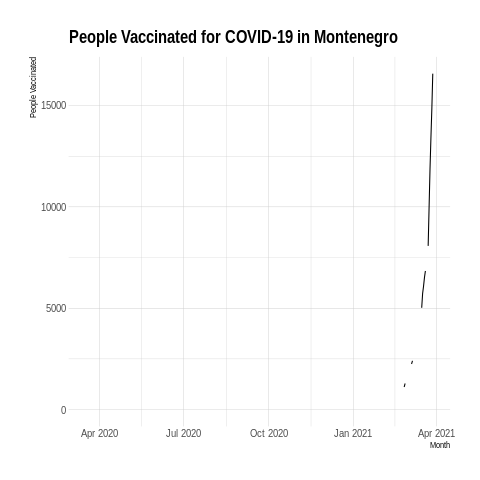 People Vaccinated for COVID-19 in Montenegro
People Vaccinated
15000
10000
5000
0
Apr 2020 Jul 2020 Oct 2020 Jan 2021 Apr 2021
Month